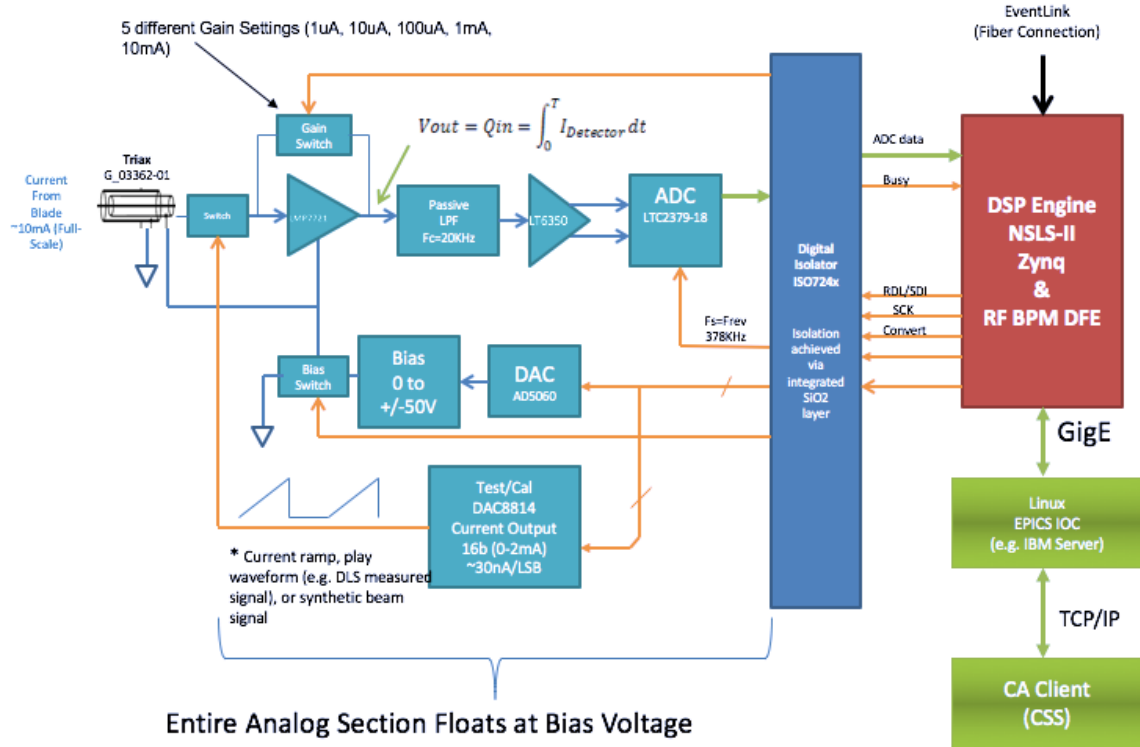 5 different Gain Settings (1uA, 10uA, 100uA, 1mA,
10mA)
EventLink
(Fiber Connection)
Gain
Switch
Vout = Qin = ∫₀ᵀ I_Detector dt
Triax
G_03362-01
Current
From
Blade
~10mA (Full-
Scale)
Switch
Passive
LPF
Fc=20KHz
LT6350
ADC
LTC2379-18
ADC data
Busy
Digital
Isolator
ISO724x
Isolation
achieved
via
integrated
SiO2
layer
DSP Engine
NSLS-II
Zynq
&
RF BPM DFE
RDL/SDI
SCK
Convert
Fs=Frev
378KHz
Bias
Switch
Bias
0 to
+/-50V
DAC
AD5060
GigE
Test/Cal
DAC8814
Current Output
16b (0-2mA)
~30nA/LSB
* Current ramp, play
waveform (e.g. DLS measured
signal), or synthetic beam
signal
Linux
EPICS IOC
(e.g. IBM Server)
TCP/IP
CA Client
(CSS)
Entire Analog Section Floats at Bias Voltage